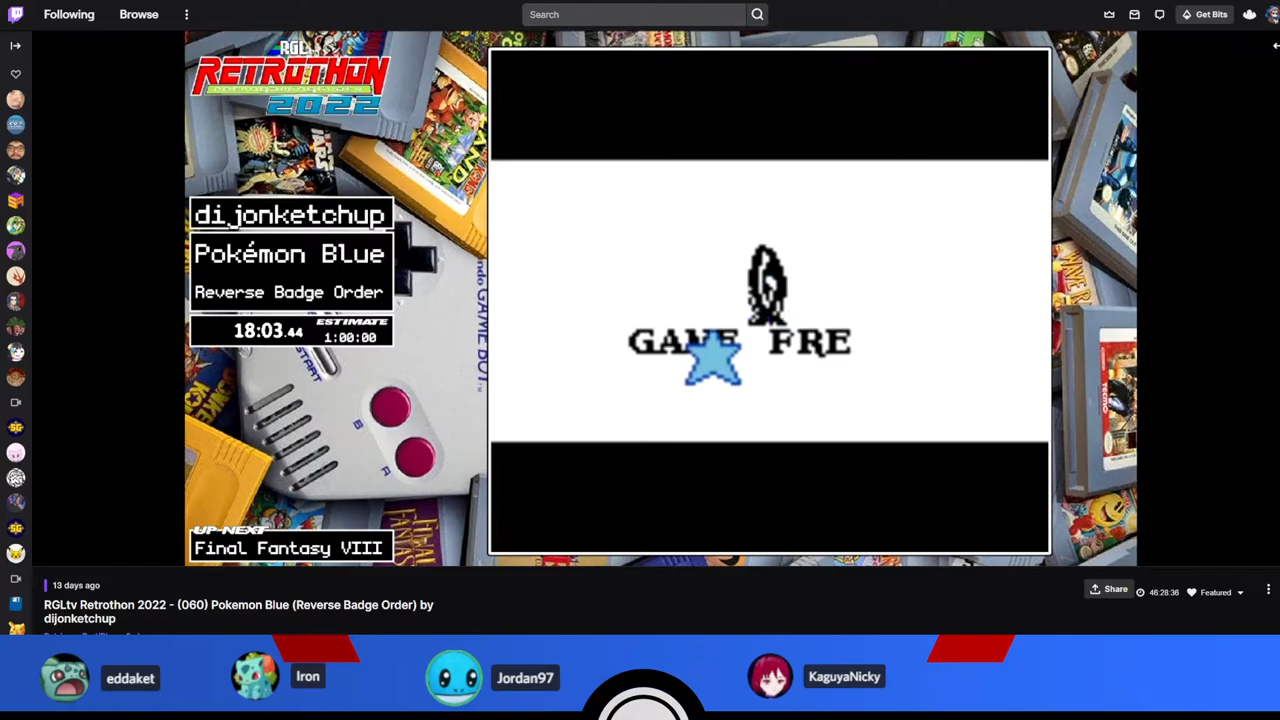 Following
Browse
Search
Get Bits
RGL
RETROTHON
2022
dijonketchup
Pokémon Blue
Reverse Badge Order
18:03.44
ESTIMATE
1:00:00
START
B
A
GAME FRE
UP-NEXT
Final Fantasy VIII
13 days ago
RGLtv Retrothon 2022 - (060) Pokemon Blue (Reverse Badge Order) by
dijonketchup
Share
46:28:36
Featured
eddaket
Iron
Jordan97
KaguyaNicky